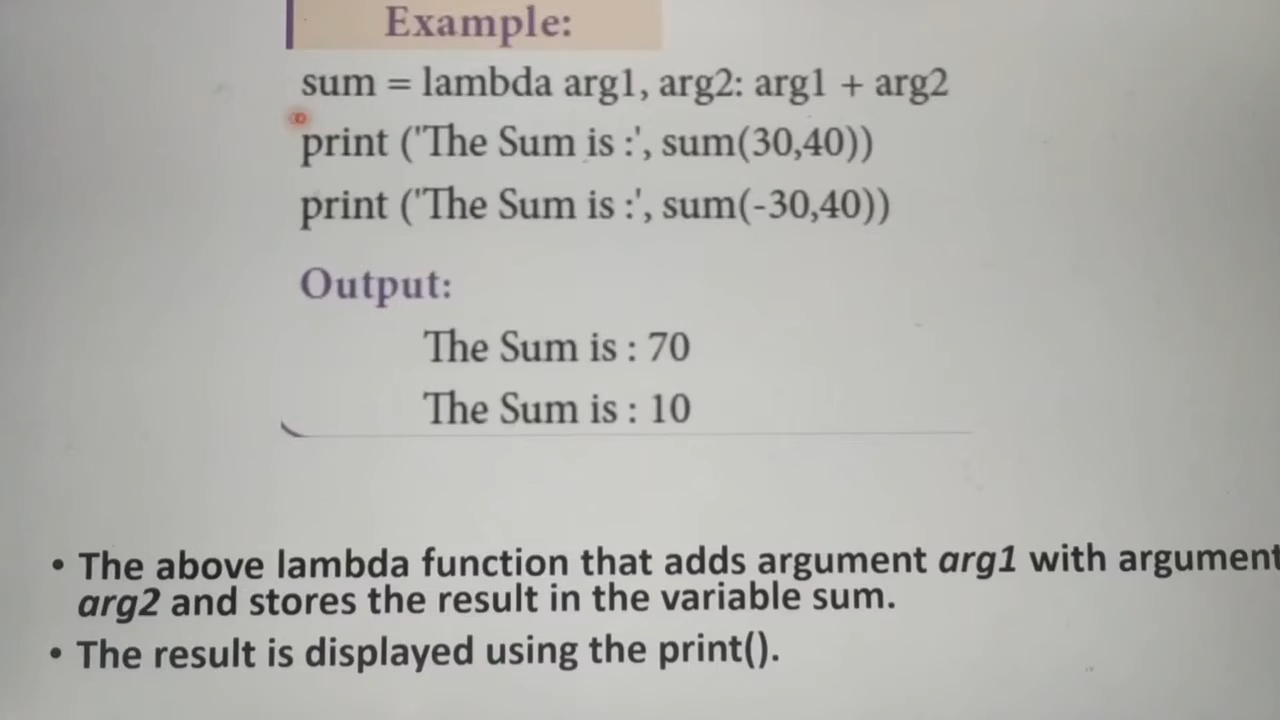 Example:
sum = lambda arg1, arg2: arg1 + arg2
print ('The Sum is :', sum(30,40))
print ('The Sum is :', sum(-30,40))
Output:
The Sum is : 70
The Sum is : 10
• The above lambda function that adds argument arg1 with argument
arg2 and stores the result in the variable sum.
• The result is displayed using the print().